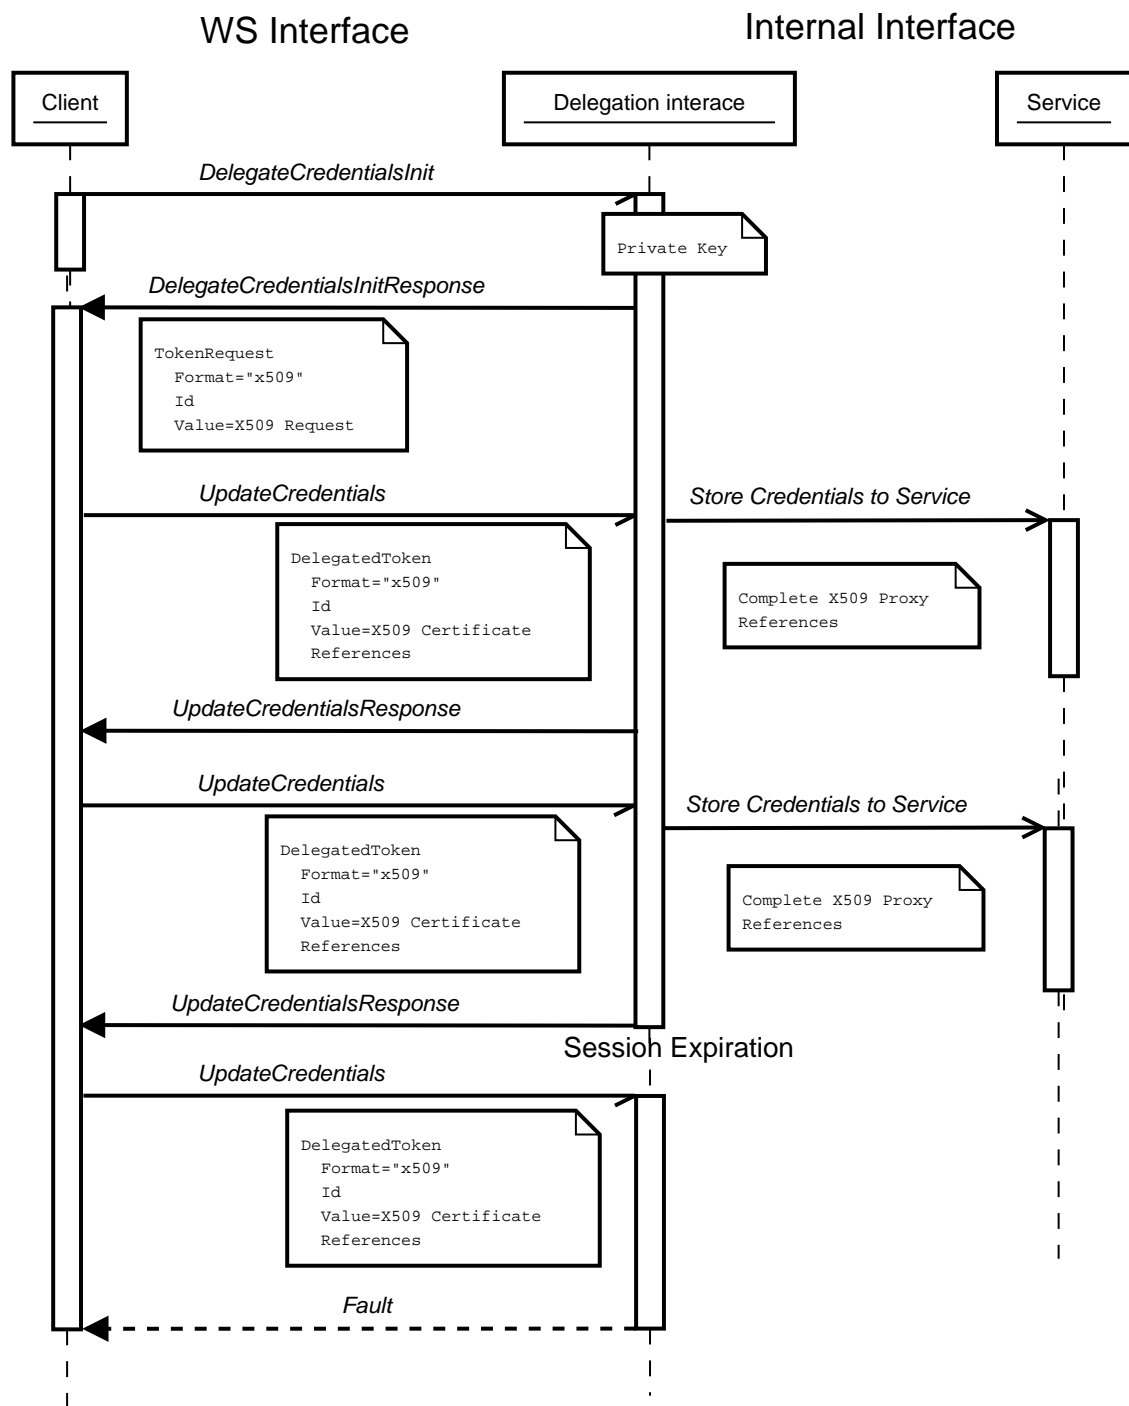 WS Interface
Internal Interface
Client
Delegation interace
Service
DelegateCredentialsInit
Private Key
DelegateCredentialsInitResponse
TokenRequest
Format="x509"
Id
Value=X509 Request
UpdateCredentials
Store Credentials to Service
DelegatedToken
Format="x509"
Id
Value=X509 Certificate
References
Complete X509 Proxy
References
UpdateCredentialsResponse
UpdateCredentials
Store Credentials to Service
DelegatedToken
Format="x509"
Id
Value=X509 Certificate
References
Complete X509 Proxy
References
UpdateCredentialsResponse
Session Expiration
UpdateCredentials
DelegatedToken
Format="x509"
Id
Value=X509 Certificate
References
Fault